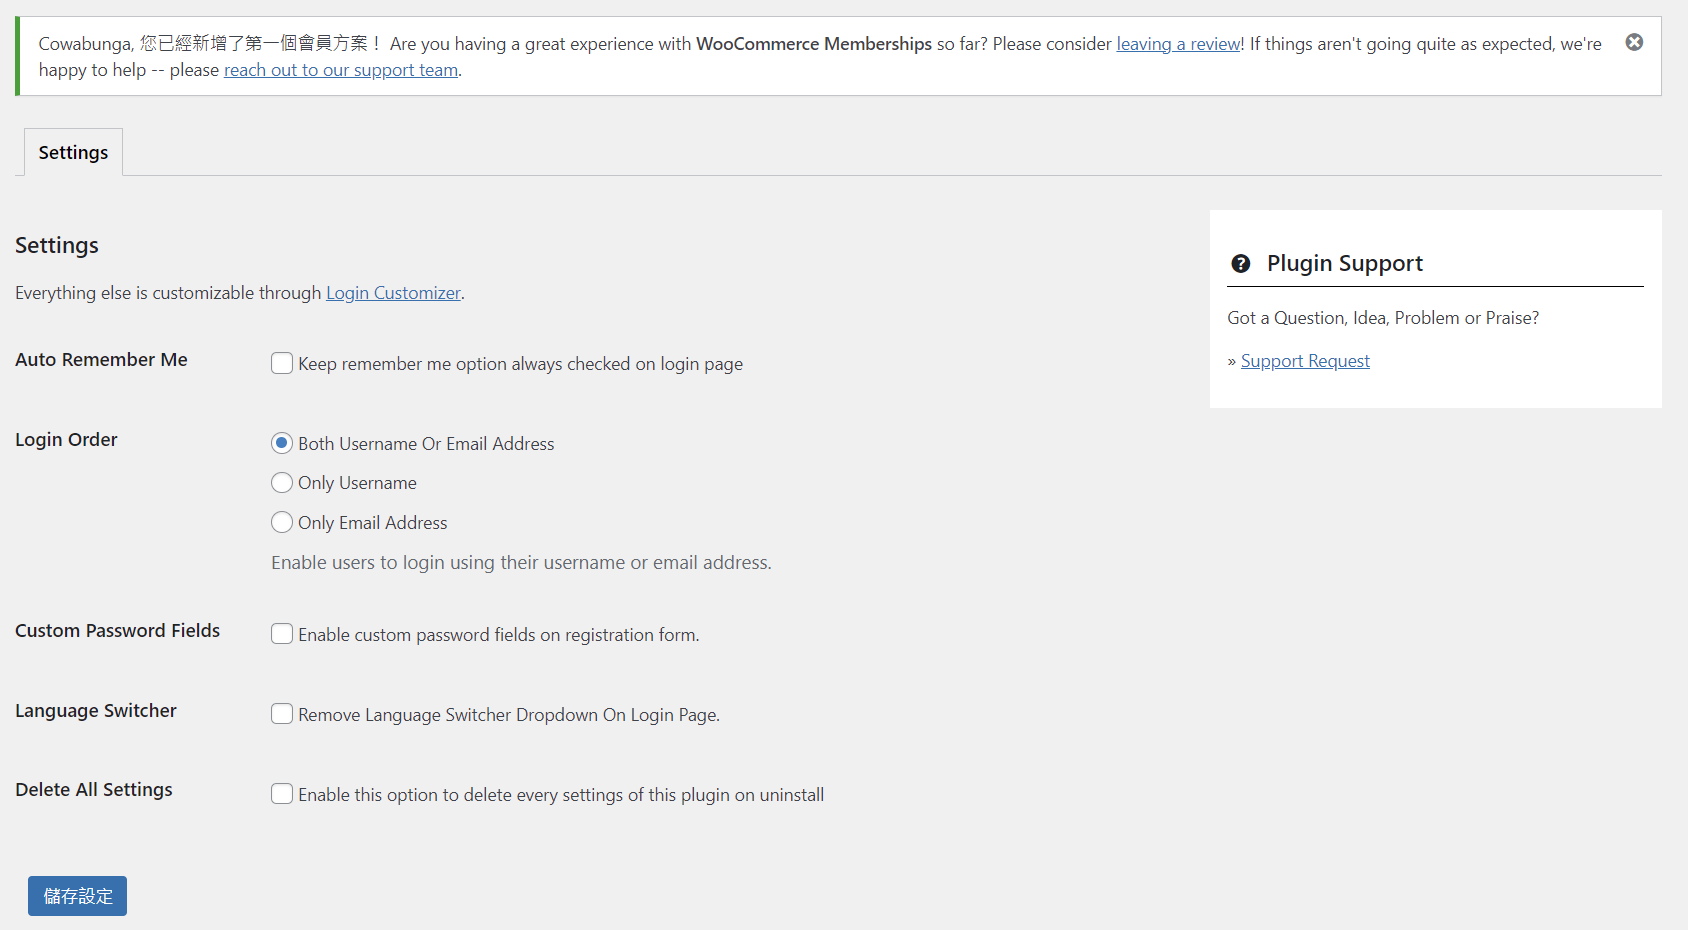 Cowabunga, 您已經新增了第一個會員方案！ Are you having a great experience with WooCommerce Memberships so far? Please consider leaving a review! If things aren't going quite as expected, we're
happy to help -- please reach out to our support team.
Settings
Settings
Everything else is customizable through Login Customizer.
Auto Remember Me
Keep remember me option always checked on login page
Login Order
Both Username Or Email Address
Only Username
Only Email Address
Enable users to login using their username or email address.
Custom Password Fields
Enable custom password fields on registration form.
Language Switcher
Remove Language Switcher Dropdown On Login Page.
Delete All Settings
Enable this option to delete every settings of this plugin on uninstall
儲存設定
Plugin Support
Got a Question, Idea, Problem or Praise?
» Support Request